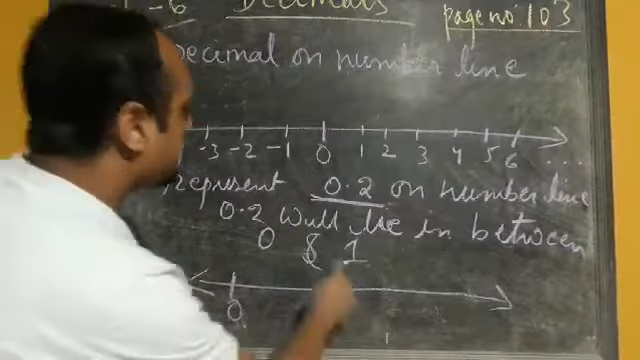 -6 Decimals page no 103
Decimal on number line
-3 -2 -1 0 1 2 3 4 5 6 ....
represent 0.2 on number line
0.2 will lie in between
0 & 1
0